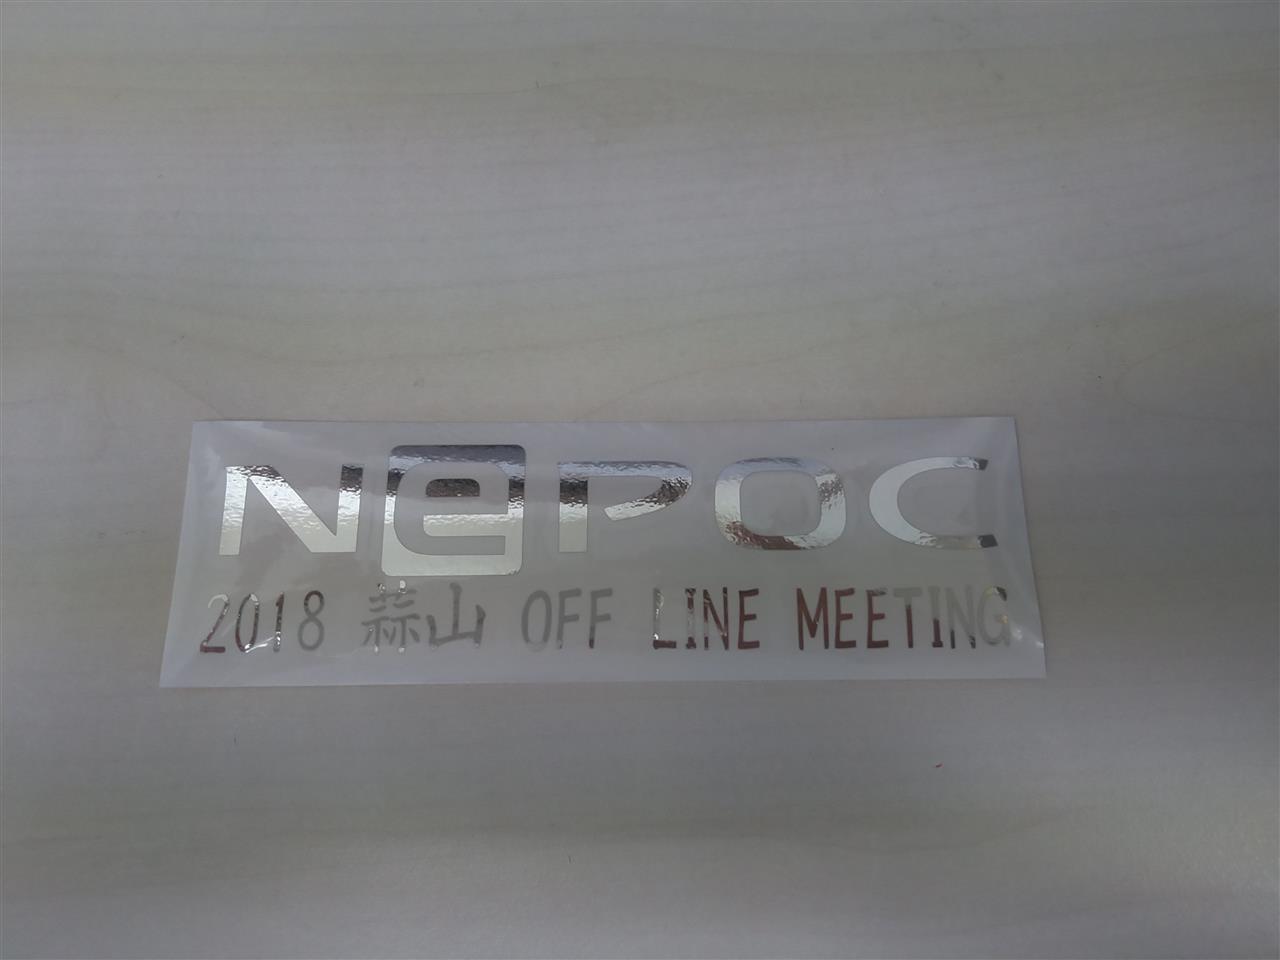 NePOC
2018 蒜山 OFF LINE MEETING